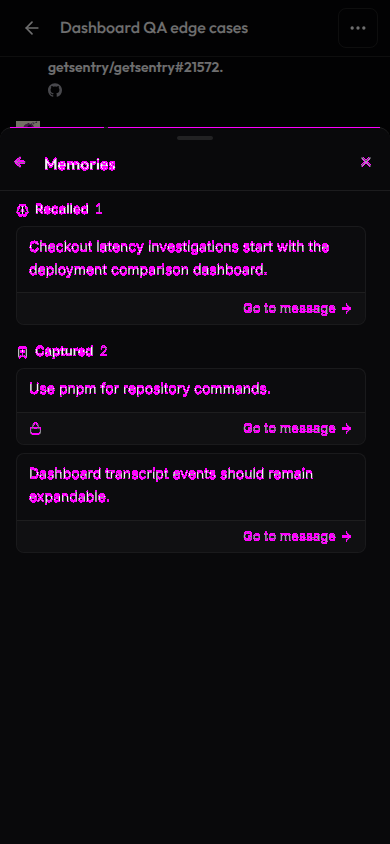 Dashboard QA edge cases
getsentry/getsentry#21572.
Memories
Recalled 1
Checkout latency investigations start with the
deployment comparison dashboard.
Go to message →
Captured 2
Use pnpm for repository commands.
Go to message →
Dashboard transcript events should remain
expandable.
Go to message →